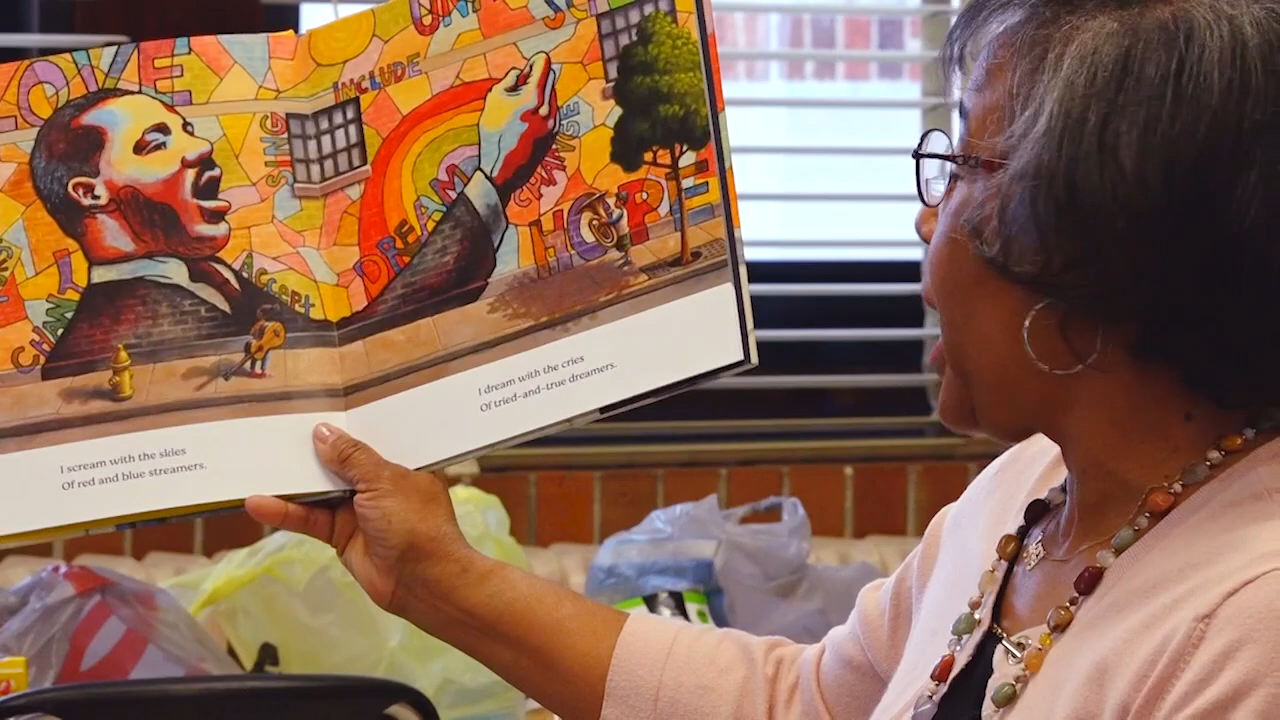 LOVE
UN
INCLUDE
SING
DREAM
CHANGE
HOPE
Accept
I scream with the skies
Of red and blue streamers.
I dream with the cries
Of tried-and-true dreamers.